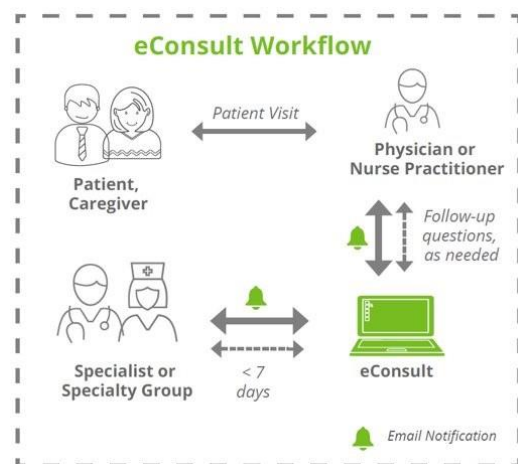 eConsult Workflow
Patient Visit
Patient,
Caregiver
Physician or
Nurse Practitioner
Follow-up
questions,
as needed
Specialist or
Specialty Group
< 7
days
eConsult
Email Notification